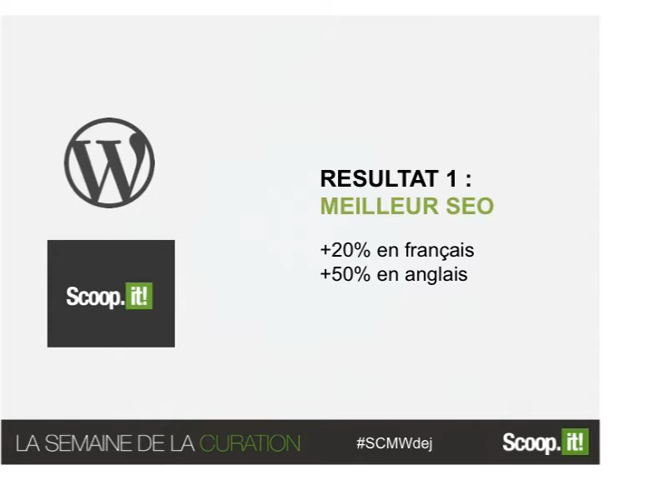 RESULTAT 1 :
MEILLEUR SEO
+20% en français
+50% en anglais
W
Scoop.it!
LA SEMAINE DE LA CURATION
#SCMWdej
Scoop.it!